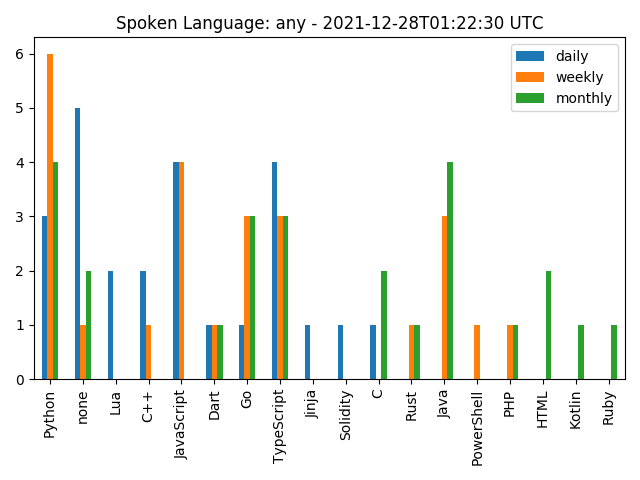 Spoken Language: any - 2021-12-28T01:22:30 UTC
daily
weekly
monthly
6
5
4
3
2
1
0
Python
none
Lua
C++
JavaScript
Dart
Go
TypeScript
Jinja
Solidity
C
Rust
Java
PowerShell
PHP
HTML
Kotlin
Ruby